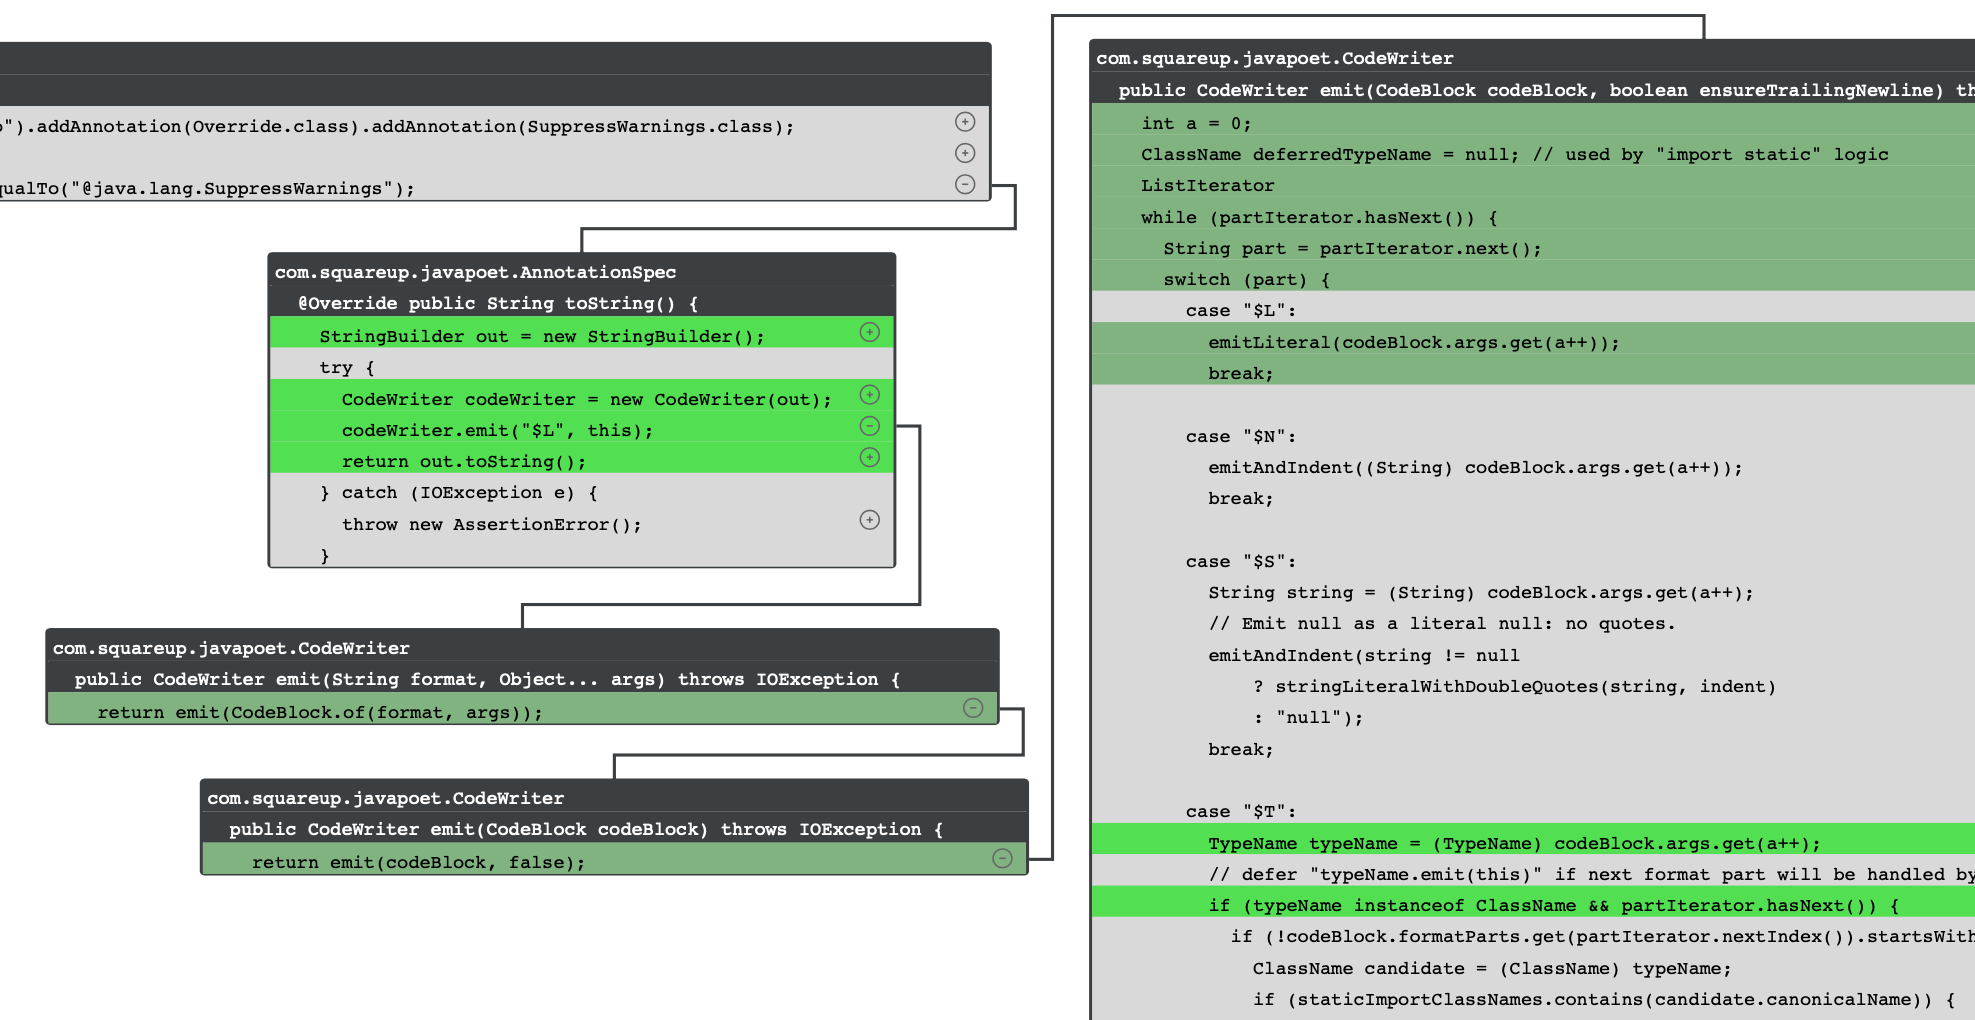 ").addAnnotation(Override.class).addAnnotation(SuppressWarnings.class);
qualTo("@java.lang.SuppressWarnings");
com.squareup.javapoet.AnnotationSpec
@Override public String toString() {
StringBuilder out = new StringBuilder();
try {
CodeWriter codeWriter = new CodeWriter(out);
codeWriter.emit("$L", this);
return out.toString();
} catch (IOException e) {
throw new AssertionError();
}
com.squareup.javapoet.CodeWriter
public CodeWriter emit(String format, Object... args) throws IOException {
return emit(CodeBlock.of(format, args));
com.squareup.javapoet.CodeWriter
public CodeWriter emit(CodeBlock codeBlock) throws IOException {
return emit(codeBlock, false);
com.squareup.javapoet.CodeWriter
public CodeWriter emit(CodeBlock codeBlock, boolean ensureTrailingNewline) th
int a = 0;
ClassName deferredTypeName = null; // used by "import static" logic
ListIterator
while (partIterator.hasNext()) {
String part = partIterator.next();
switch (part) {
case "$L":
emitLiteral(codeBlock.args.get(a++));
break;
case "$N":
emitAndIndent((String) codeBlock.args.get(a++));
break;
case "$S":
String string = (String) codeBlock.args.get(a++);
// Emit null as a literal null: no quotes.
emitAndIndent(string != null
? stringLiteralWithDoubleQuotes(string, indent)
: "null");
break;
case "$T":
TypeName typeName = (TypeName) codeBlock.args.get(a++);
// defer "typeName.emit(this)" if next format part will be handled by
if (typeName instanceof ClassName && partIterator.hasNext()) {
if (!codeBlock.formatParts.get(partIterator.nextIndex()).startsWith
ClassName candidate = (ClassName) typeName;
if (staticImportClassNames.contains(candidate.canonicalName)) {